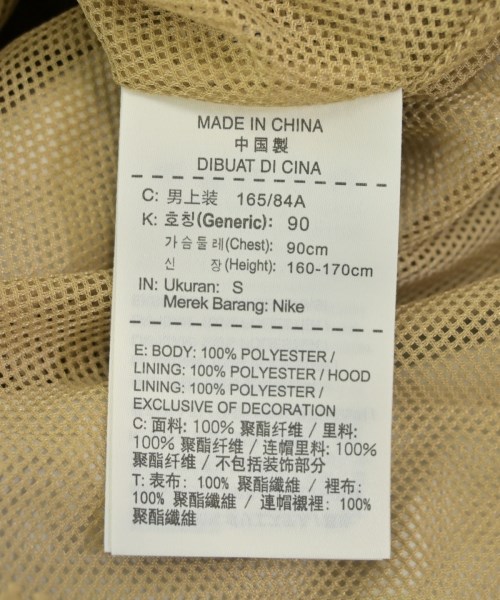 MADE IN CHINA
中国製
DIBUAT DI CINA
C: 男上装 165/84A
K: 호칭(Generic): 90
가슴둘레(Chest): 90cm
신 장(Height): 160-170cm
IN: Ukuran: S
Merek Barang: Nike
E: BODY: 100% POLYESTER /
LINING: 100% POLYESTER / HOOD
LINING: 100% POLYESTER /
EXCLUSIVE OF DECORATION
C: 面料: 100% 聚酯纤维 / 里料:
100% 聚酯纤维 / 连帽里料: 100%
聚酯纤维 / 不包括装饰部分
T: 表布: 100% 聚酯纖維 / 裡布:
100% 聚酯纖維 / 連帽襯裡: 100%
聚酯纖維